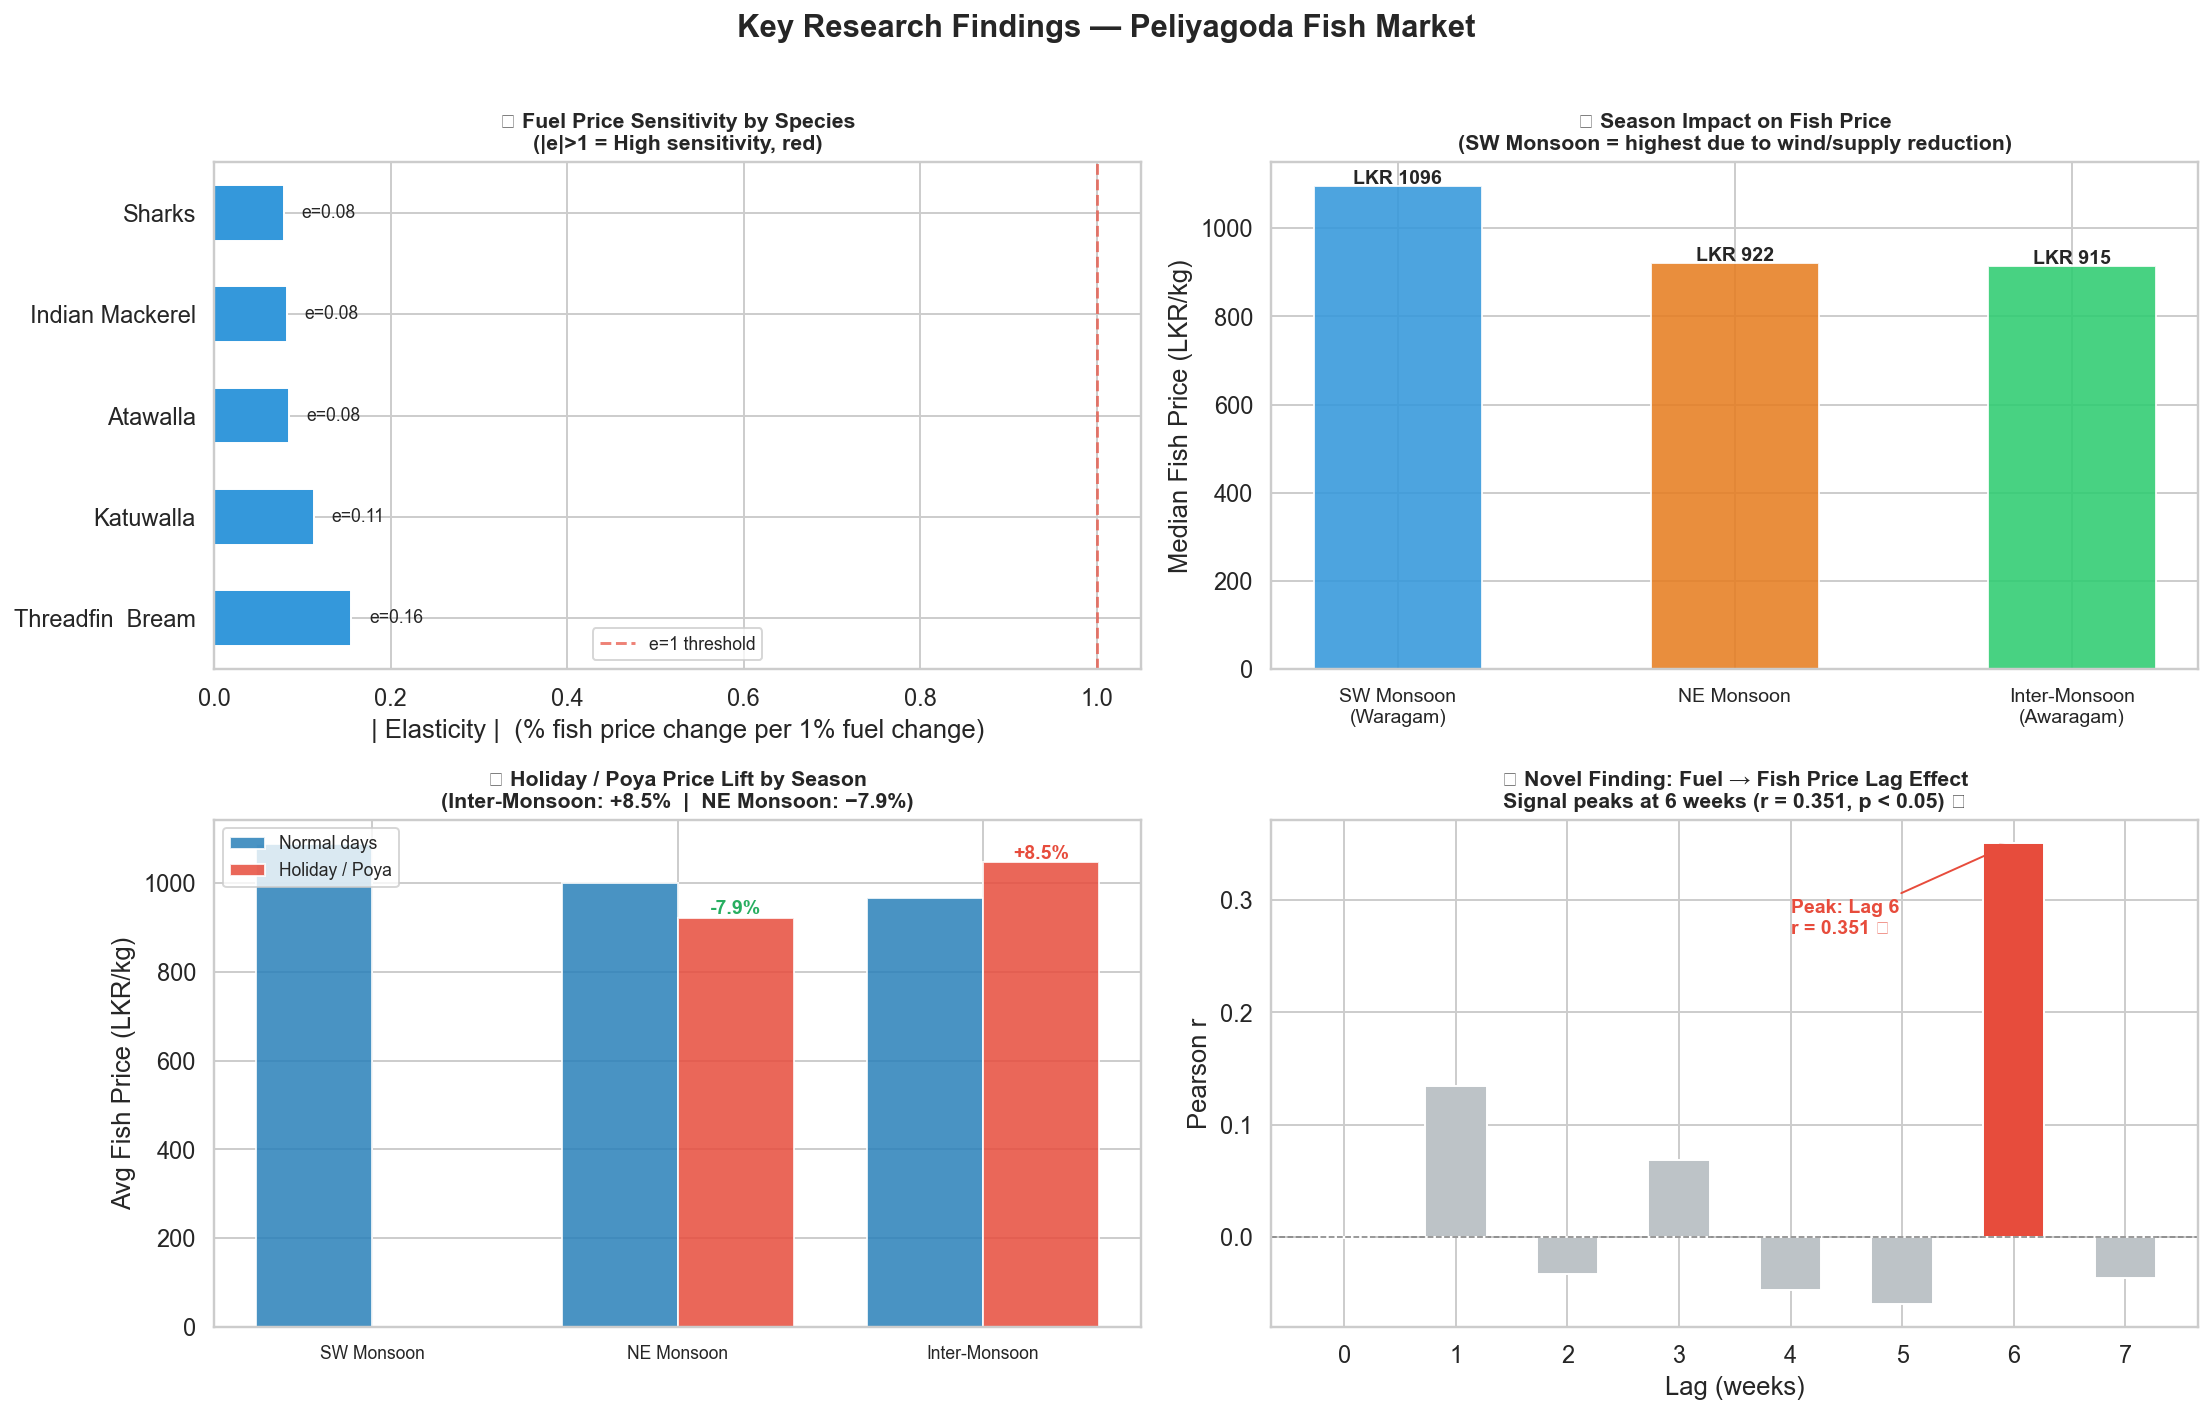 Key Research Findings — Peliyagoda Fish Market
▯ Fuel Price Sensitivity by Species
(|e|>1 = High sensitivity, red)
Sharks
Indian Mackerel
Atawalla
Katuwalla
Threadfin  Bream
e=0.08
e=0.08
e=0.08
e=0.11
e=0.16
e=1 threshold
0.0 0.2 0.4 0.6 0.8 1.0
| Elasticity |  (% fish price change per 1% fuel change)
▯ Season Impact on Fish Price
(SW Monsoon = highest due to wind/supply reduction)
Median Fish Price (LKR/kg)
1000
800
600
400
200
0
LKR 1096
LKR 922
LKR 915
SW Monsoon
(Waragam)
NE Monsoon
Inter-Monsoon
(Awaragam)
▯ Holiday / Poya Price Lift by Season
(Inter-Monsoon: +8.5%  |  NE Monsoon: −7.9%)
Normal days
Holiday / Poya
Avg Fish Price (LKR/kg)
1000
800
600
400
200
0
-7.9%
+8.5%
SW Monsoon
NE Monsoon
Inter-Monsoon
▯ Novel Finding: Fuel → Fish Price Lag Effect
Signal peaks at 6 weeks (r = 0.351, p < 0.05) ▯
Pearson r
0.3
0.2
0.1
0.0
Peak: Lag 6
r = 0.351 ▯
0 1 2 3 4 5 6 7
Lag (weeks)